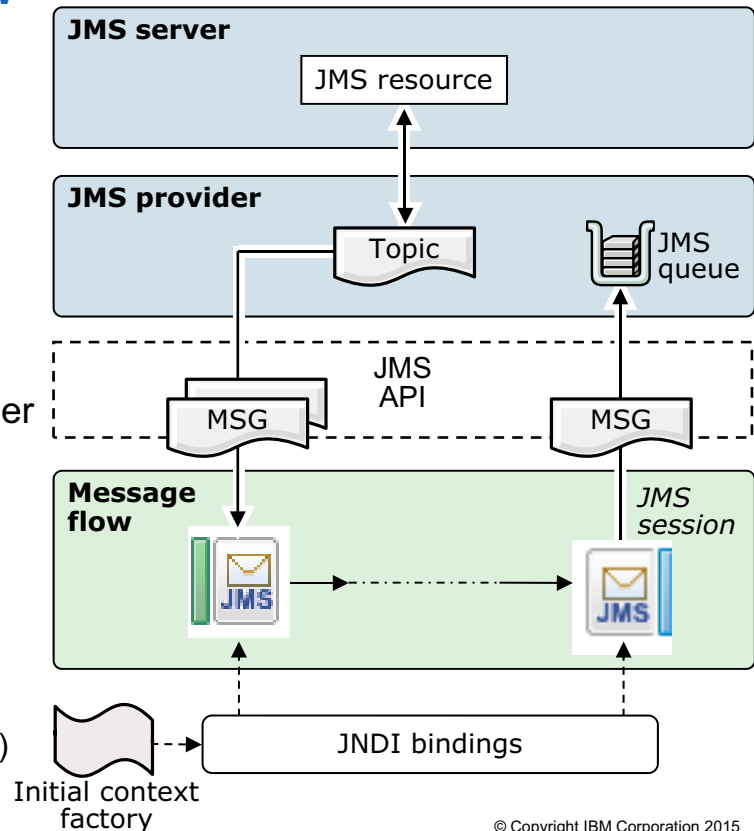 JMS server
JMS resource
JMS provider
Topic
JMS
queue
JMS
API
er
MSG
MSG
Message
flow
JMS
session
JMS
JMS
)
JNDI bindings
Initial context
factory
© Copyright IBM Corporation 2015